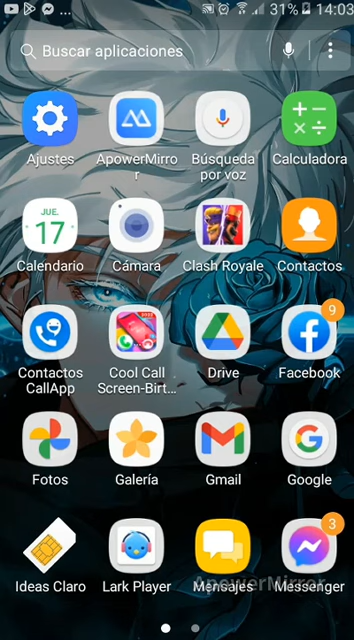 ... 31% 14:03
Buscar aplicaciones
Ajustes
ApowerMirro
r
Búsqueda
por voz
Calculadora
JUE.
17
Calendario
Cámara
Clash Royale
Contactos
9
Contactos
CallApp
Cool Call
Screen-Birt...
Drive
Facebook
Fotos
Galería
Gmail
Google
3
Ideas Claro
Lark Player
Mensajes
Messenger
ApowerMirror